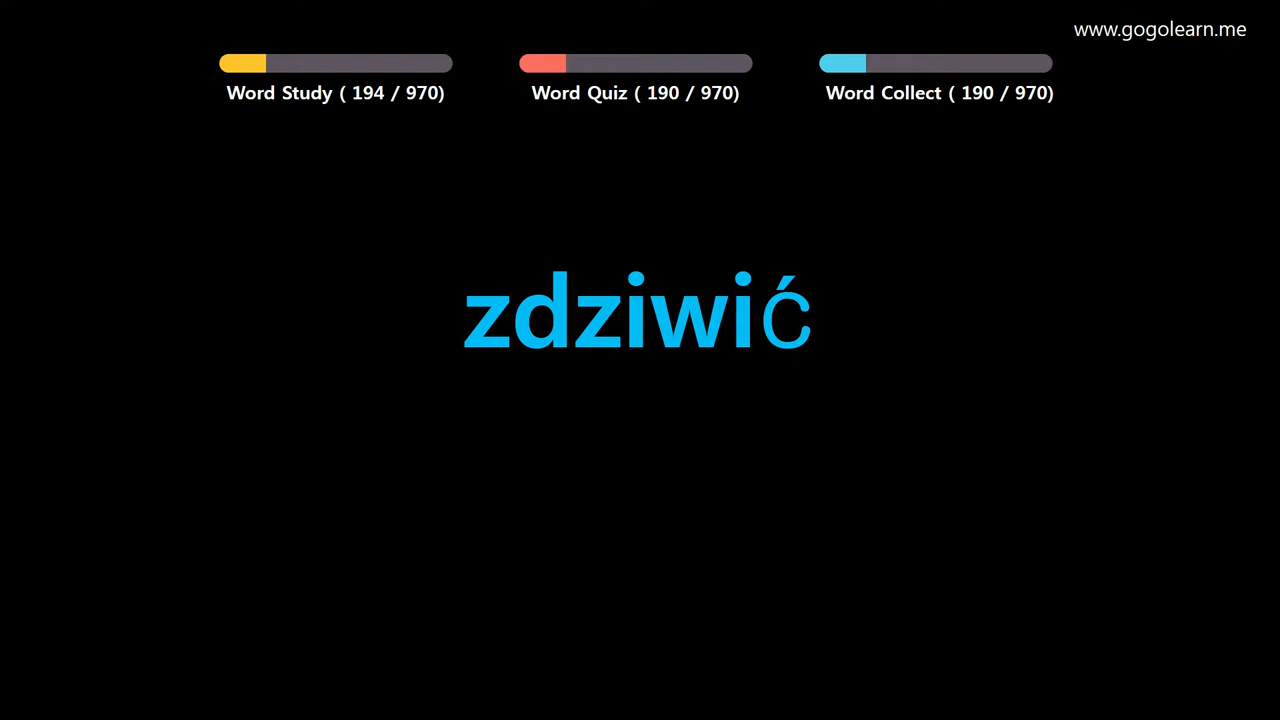 www.gogolearn.me
Word Study ( 194 / 970)
Word Quiz ( 190 / 970)
Word Collect ( 190 / 970)
zdziwić